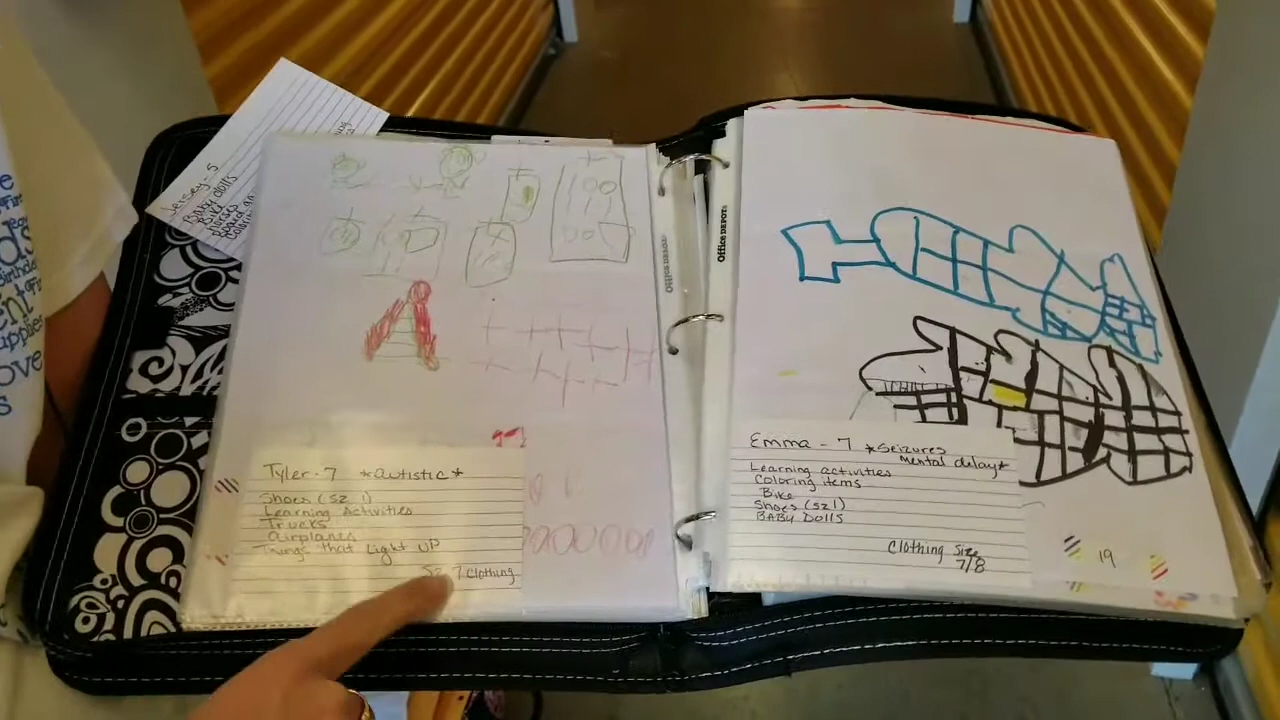 Jersey - 5
Baby dolls
Bike
Office DEPOT
Office DEPOT
Tyler - 7 *Autistic*
Shoes (sz 1)
Learning Activities
Trucks
Airplanes
Things that Light UP
Sz 7 Clothing
Emma - 7 *Seizures
mental delay*
Learning activities
Coloring items
Bike
Shoes (sz 1)
BABY DOLLS
Clothing Size
7/8
19